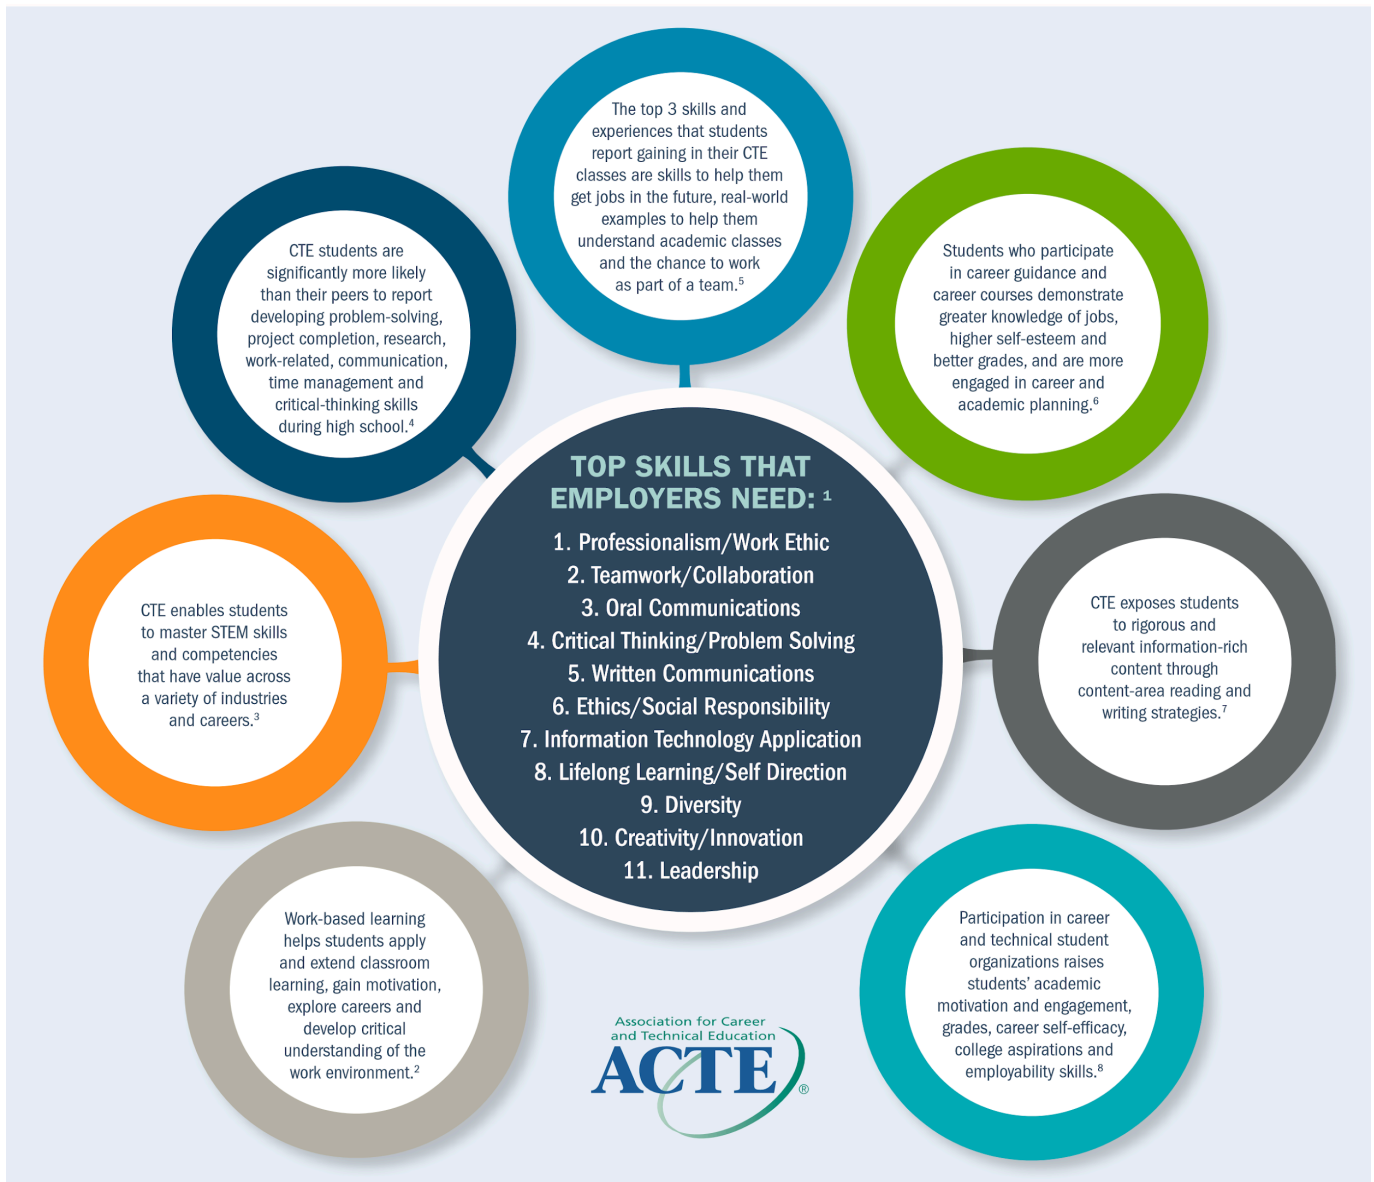 The top 3 skills and
experiences that students
report gaining in their CTE
classes are skills to help them
get jobs in the future, real-world
examples to help them
understand academic classes
and the chance to work
as part of a team.5
CTE students are
significantly more likely
than their peers to report
developing problem-solving,
project completion, research,
work-related, communication,
time management and
critical-thinking skills
during high school.4
Students who participate
in career guidance and
career courses demonstrate
greater knowledge of jobs,
higher self-esteem and
better grades, and are more
engaged in career and
academic planning.6
TOP SKILLS THAT
EMPLOYERS NEED: 1
1. Professionalism/Work Ethic
2. Teamwork/Collaboration
3. Oral Communications
4. Critical Thinking/Problem Solving
5. Written Communications
6. Ethics/Social Responsibility
7. Information Technology Application
8. Lifelong Learning/Self Direction
9. Diversity
10. Creativity/Innovation
11. Leadership
CTE enables students
to master STEM skills
and competencies
that have value across
a variety of industries
and careers.3
CTE exposes students
to rigorous and
relevant information-rich
content through
content-area reading and
writing strategies.7
Work-based learning
helps students apply
and extend classroom
learning, gain motivation,
explore careers and
develop critical
understanding of the
work environment.2
Participation in career
and technical student
organizations raises
students’ academic
motivation and engagement,
grades, career self-efficacy,
college aspirations and
employability skills.8
Association for Career
and Technical Education
ACTE®